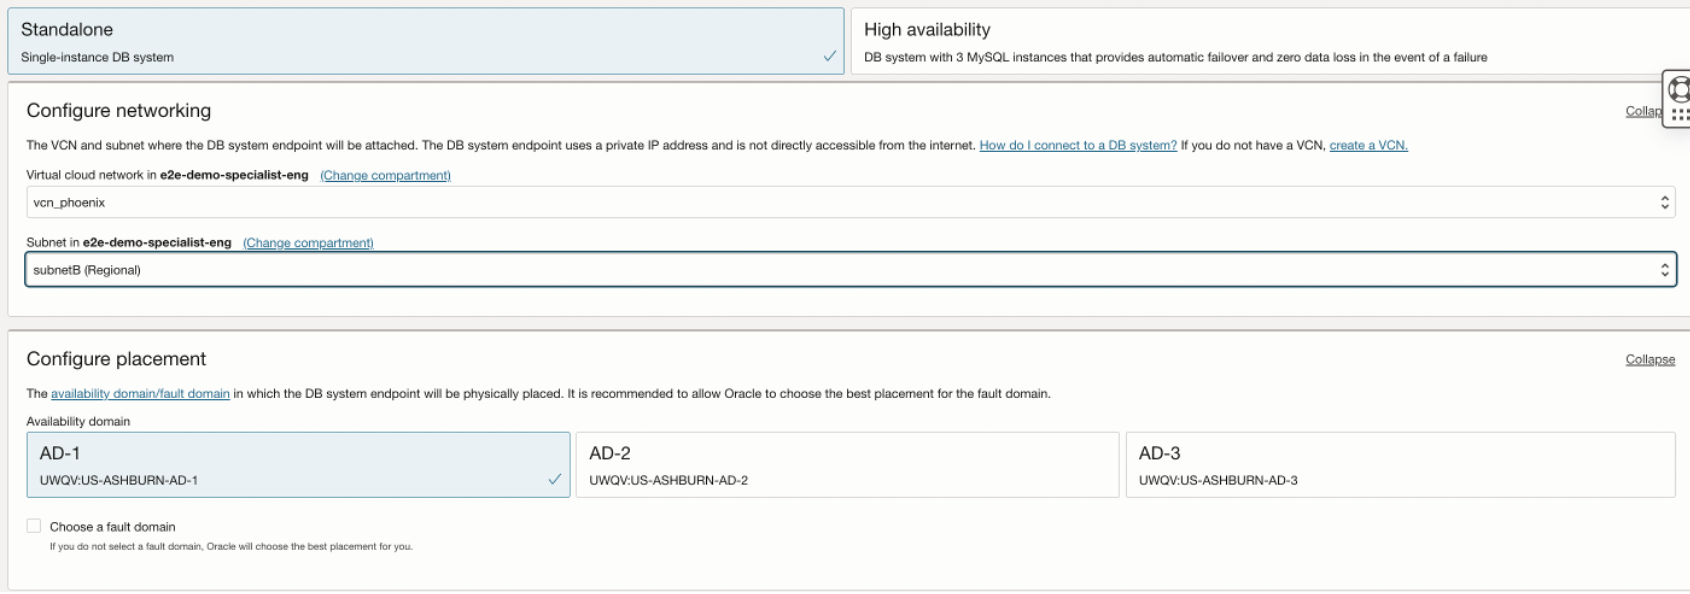 Standalone
Single-instance DB system
High availability
DB system with 3 MySQL instances that provides automatic failover and zero data loss in the event of a failure
Configure networking
Collap
The VCN and subnet where the DB system endpoint will be attached. The DB system endpoint uses a private IP address and is not directly accessible from the internet. How do I connect to a DB system? If you do not have a VCN, create a VCN.
Virtual cloud network in e2e-demo-specialist-eng (Change compartment)
vcn_phoenix
Subnet in e2e-demo-specialist-eng (Change compartment)
subnetB (Regional)
Configure placement
Collapse
The availability domain/fault domain in which the DB system endpoint will be physically placed. It is recommended to allow Oracle to choose the best placement for the fault domain.
Availability domain
AD-1
UWQV:US-ASHBURN-AD-1
AD-2
UWQV:US-ASHBURN-AD-2
AD-3
UWQV:US-ASHBURN-AD-3
Choose a fault domain
If you do not select a fault domain, Oracle will choose the best placement for you.